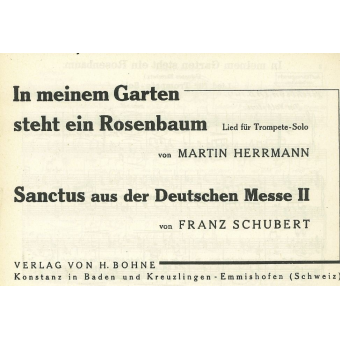 In meinem Garten
steht ein Rosenbaum Lied für Trompete-Solo
von MARTIN HERRMANN
Sanctus aus der Deutschen Messe II
von FRANZ SCHUBERT
VERLAG VON H. BOHNE
Konstanz in Baden und Kreuzlingen-Emmishofen (Schweiz)